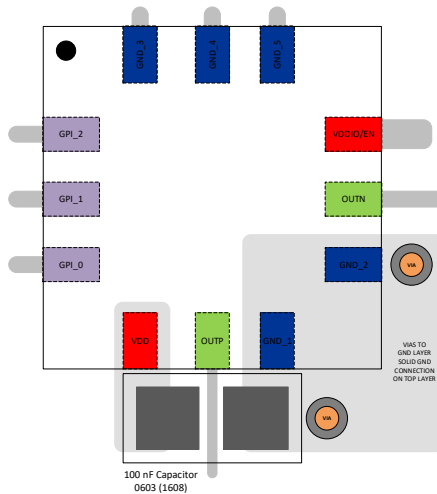 GND_3
GND_4
GND_5
GPI_2
VDDIO/EN
GPI_1
OUTN
GPI_0
GND_2
VIA
VDD
OUTP
GND_1
VIAS TO
GND LAYER
SOLID GND
CONNECTION
ON TOP LAYER
VIA
100 nF Capacitor
0603 (1608)